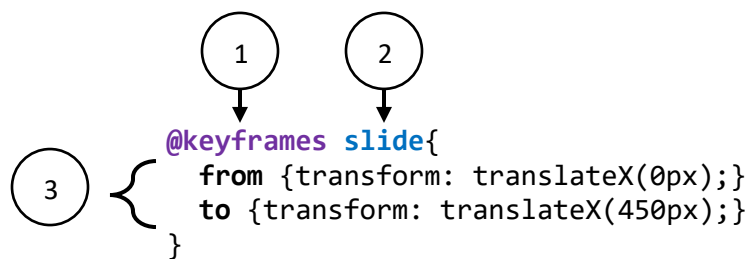 1 2
@keyframes slide{
3 from {transform: translateX(0px);}
to {transform: translateX(450px);}
}